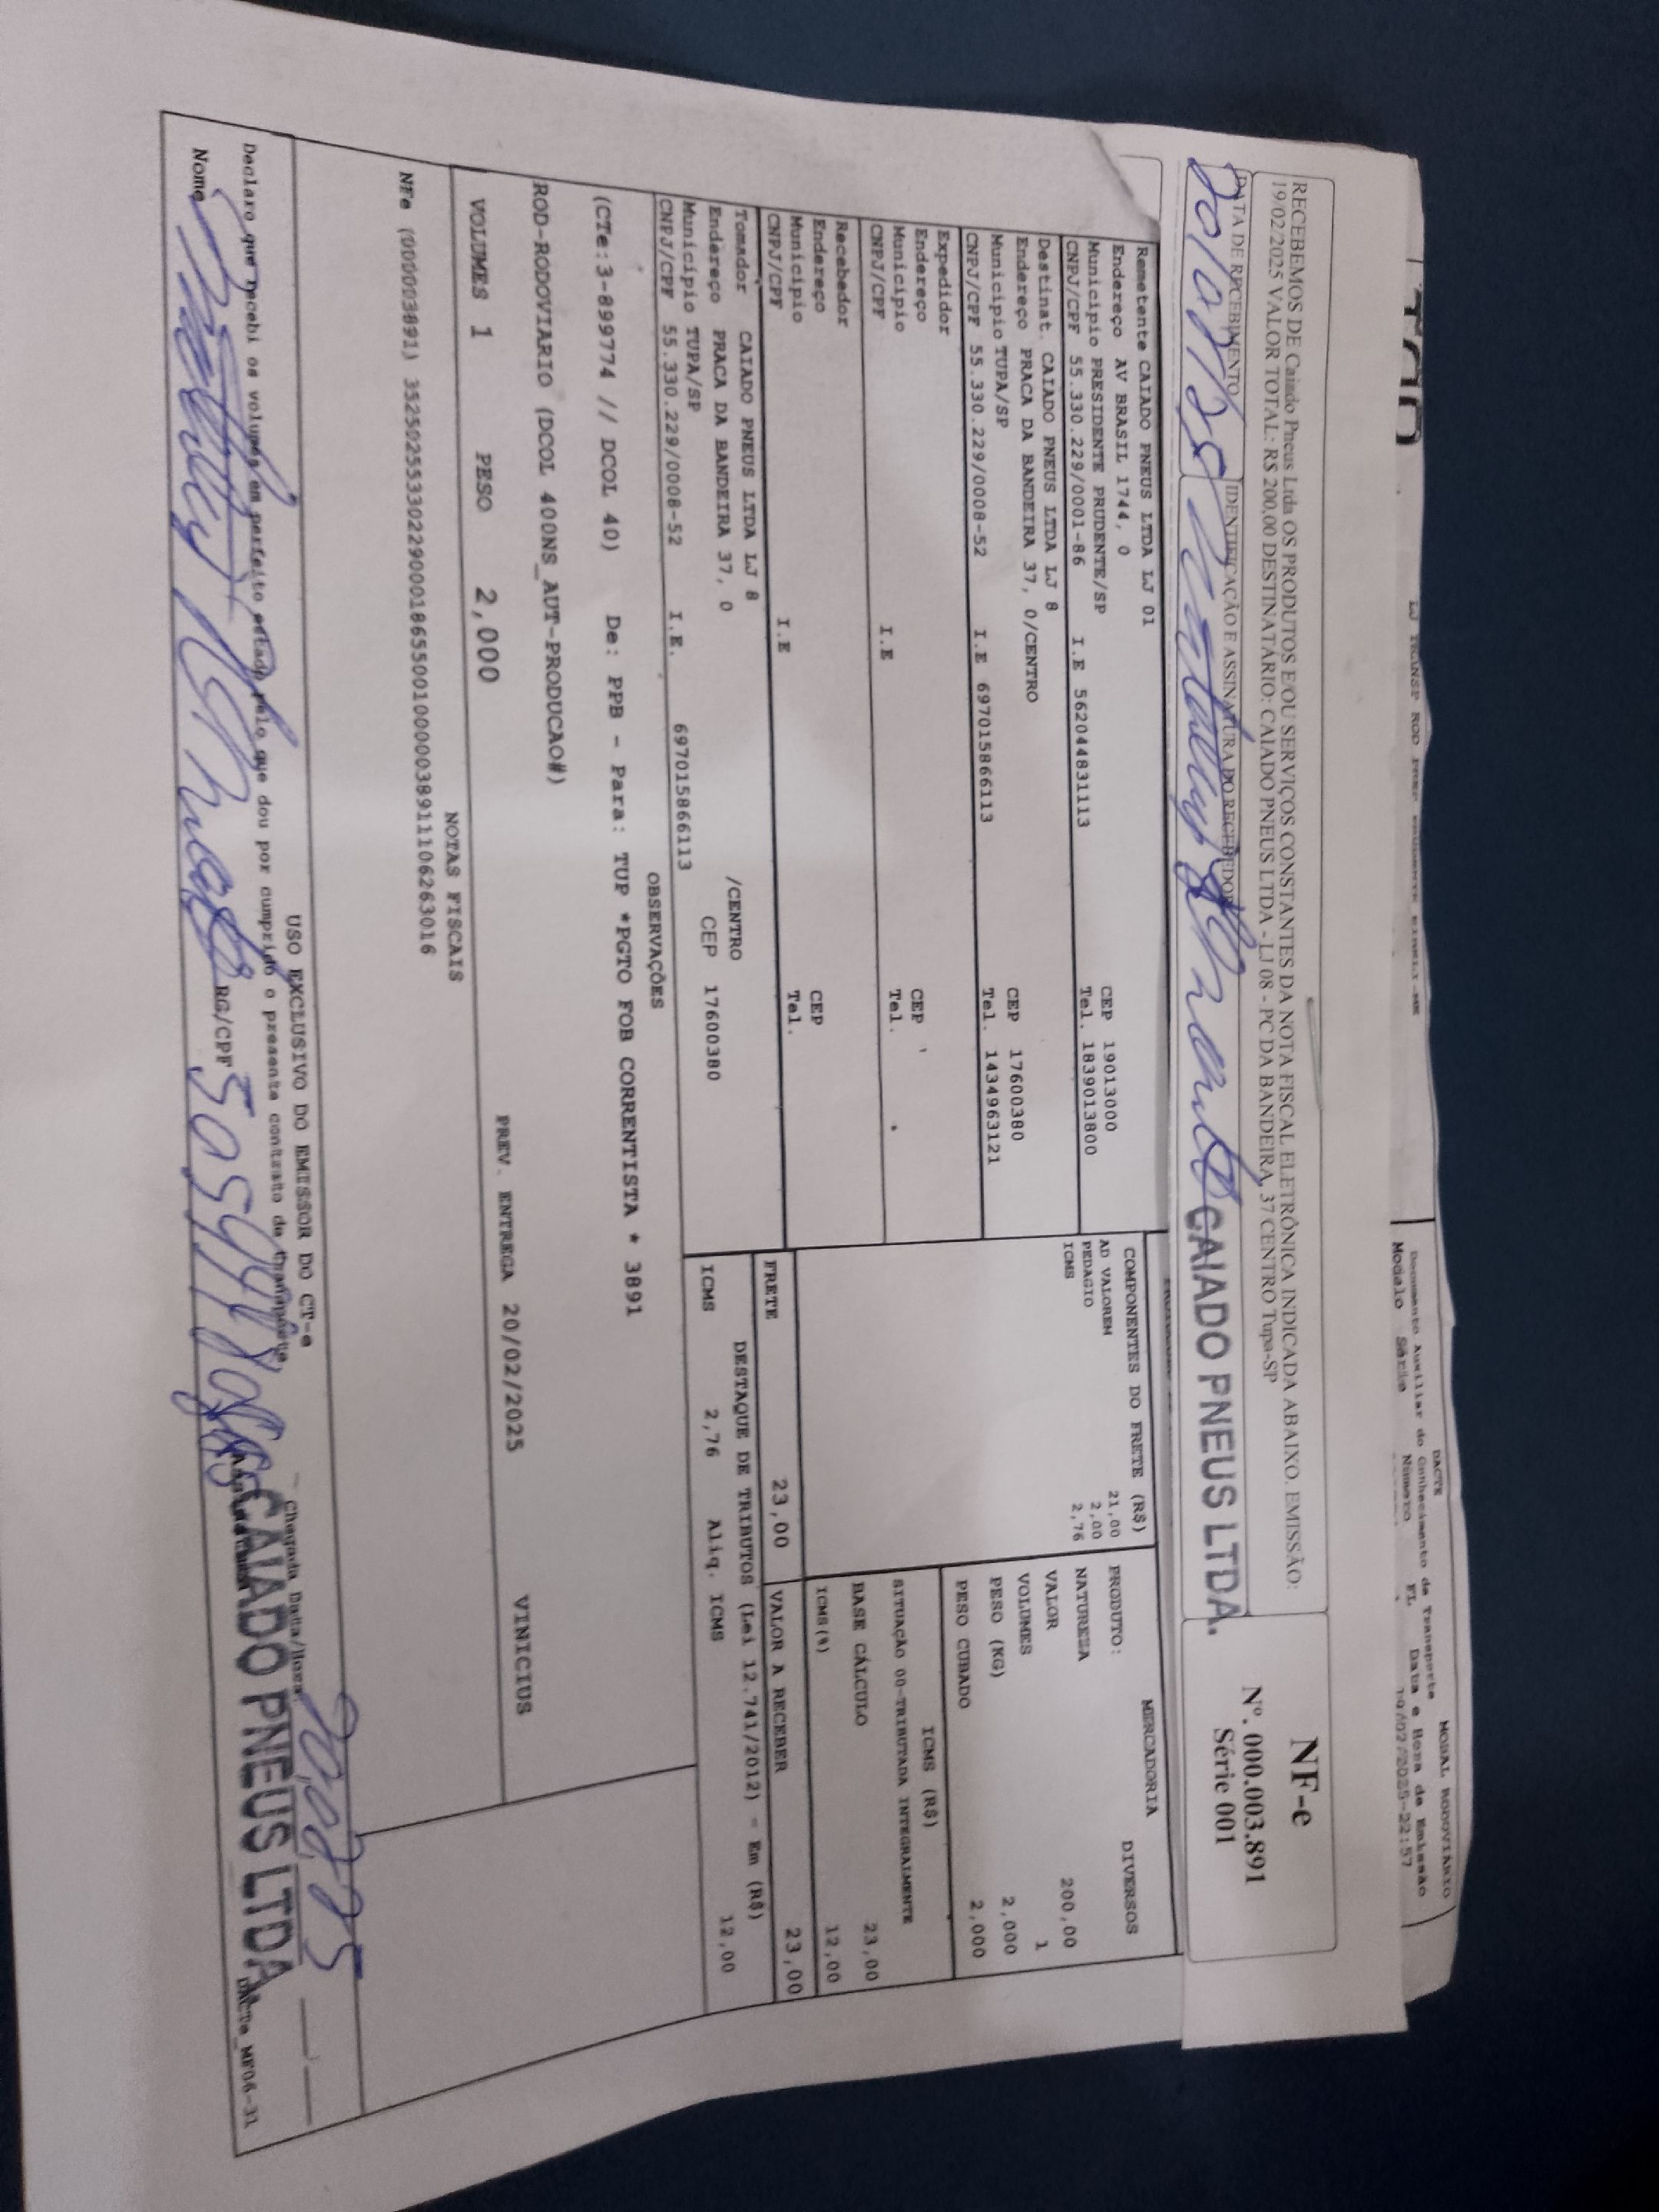 DACTE
MODAL RODOVIARIO
Documento Auxiliar do Conhecimento de Transporte
Modelo Série Número FL Data e Hora de Emissão
19/02/2025-22:57
RECEBEMOS DE Caiado Pneus Ltda OS PRODUTOS E/OU SERVIÇOS CONSTANTES DA NOTA FISCAL ELETRÔNICA INDICADA ABAIXO. EMISSÃO:
19/02/2025 VALOR TOTAL: R$ 200,00 DESTINATÁRIO: CAIADO PNEUS LTDA - LJ 08 - PC DA BANDEIRA, 37 CENTRO Tupa-SP
DATA DE RECEBIMENTO
IDENTIFICAÇÃO E ASSINATURA DO RECEBEDOR
CAIADO PNEUS LTDA.
NF-e
Nº. 000.003.891
Série 001
Remetente CAIADO PNEUS LTDA LJ 01
Endereço AV BRASIL 1744, 0
CEP 19013000
Município PRESIDENTE PRUDENTE/SP
Tel. 1839013800
CNPJ/CPF 55.330.229/0001-86 I.E 562044831113
Destinat. CAIADO PNEUS LTDA LJ 8
Endereço PRACA DA BANDEIRA 37, 0/CENTRO
CEP 17600380
Município TUPA/SP
Tel. 1434963121
CNPJ/CPF 55.330.229/0008-52 I.E 697015866113
Expedidor
Endereço
CEP
Município
Tel.
CNPJ/CPF I.E
Recebedor
Endereço
CEP
Município
Tel.
CNPJ/CPF I.E
Tomador CAIADO PNEUS LTDA LJ 8
Endereço PRACA DA BANDEIRA 37, 0 /CENTRO
Município TUPA/SP CEP 17600380
CNPJ/CPF 55.330.229/0008-52 I.E. 697015866113
COMPONENTES DO FRETE (R$)
AD VALOREM 21,00
PEDAGIO 2,00
ICMS 2,76
MERCADORIA
PRODUTO: DIVERSOS
NATUREZA
VALOR 200,00
VOLUMES 1
PESO (KG) 2,000
PESO CUBADO 2,000
ICMS (R$)
SITUAÇÃO 00-TRIBUTADA INTEGRALMENTE
BASE CÁLCULO 23,00
ICMS(%) 12,00
FRETE 23,00
VALOR A RECEBER 23,00
DESTAQUE DE TRIBUTOS (Lei 12.741/2012) - Em (R$)
ICMS 2,76 Aliq. ICMS 12,00
OBSERVAÇÕES
(CTe:3-899774 // DCOL 40) De: PPB - Para: TUP *PGTO FOB CORRENTISTA * 3891
ROD-RODOVIARIO (DCOL 400NS_AUT-PRODUCAO#)
VOLUMES 1 PESO 2,000 PREV. ENTREGA 20/02/2025 VINICIUS
NOTAS FISCAIS
NFe (000003891) 35250255330229000186550010000038911106263016
USO EXCLUSIVO DO EMISSOR DO CT-e
Declaro que recebi os volumes em perfeito estado pelo que dou por cumprido o presente contrato de Transporte
Chegada Data/Hora
Nome
RG/CPF
CAIADO PNEUS LTDA.
DACTe_MF06-31